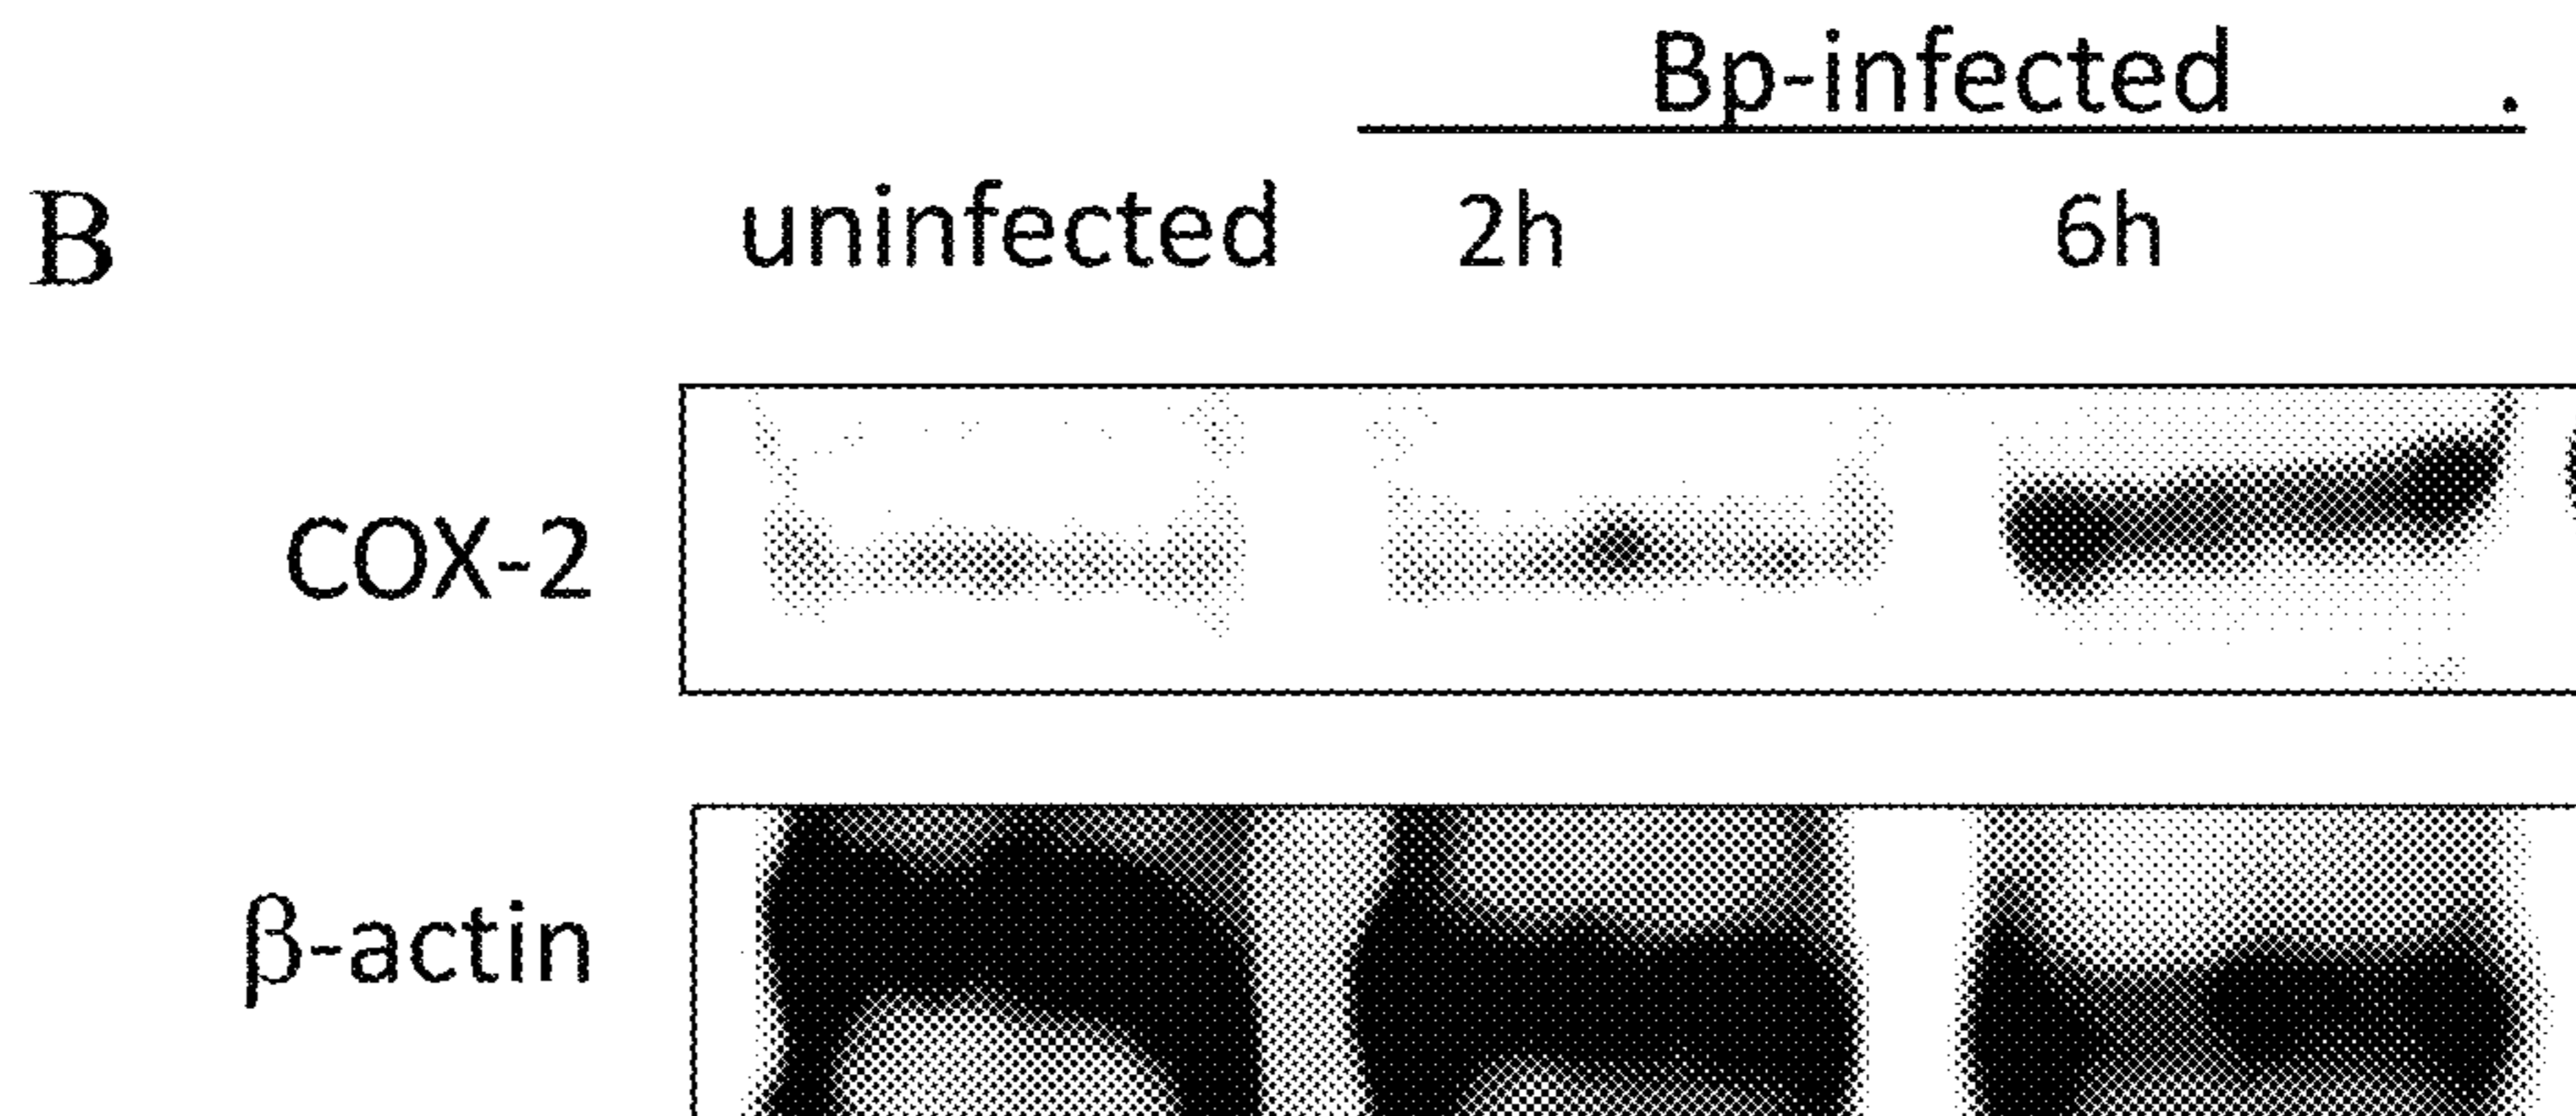 Bp-infected .
B uninfected 2h 6h
COX-2
β-actin